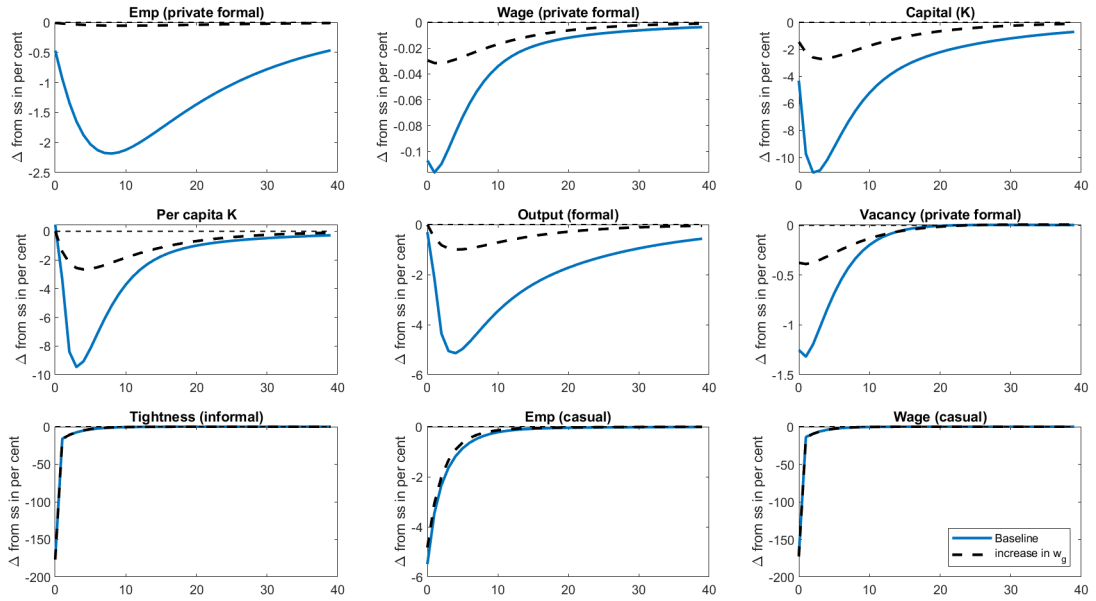 Emp (private formal)
Δ from ss in per cent
0
-0.5
-1
-1.5
-2
-2.5
0 10 20 30 40
Wage (private formal)
Δ from ss in per cent
0
-0.02
-0.04
-0.06
-0.08
-0.1
0 10 20 30 40
Capital (K)
Δ from ss in per cent
0
-2
-4
-6
-8
-10
0 10 20 30 40
Per capita K
Δ from ss in per cent
0
-2
-4
-6
-8
-10
0 10 20 30 40
Output (formal)
Δ from ss in per cent
0
-2
-4
-6
0 10 20 30 40
Vacancy (private formal)
Δ from ss in per cent
0
-0.5
-1
-1.5
0 10 20 30 40
Tightness (informal)
Δ from ss in per cent
0
-50
-100
-150
-200
0 10 20 30 40
Emp (casual)
Δ from ss in per cent
0
-2
-4
-6
0 10 20 30 40
Wage (casual)
Δ from ss in per cent
0
-50
-100
-150
-200
0 10 20 30 40
Baseline
increase in w_g